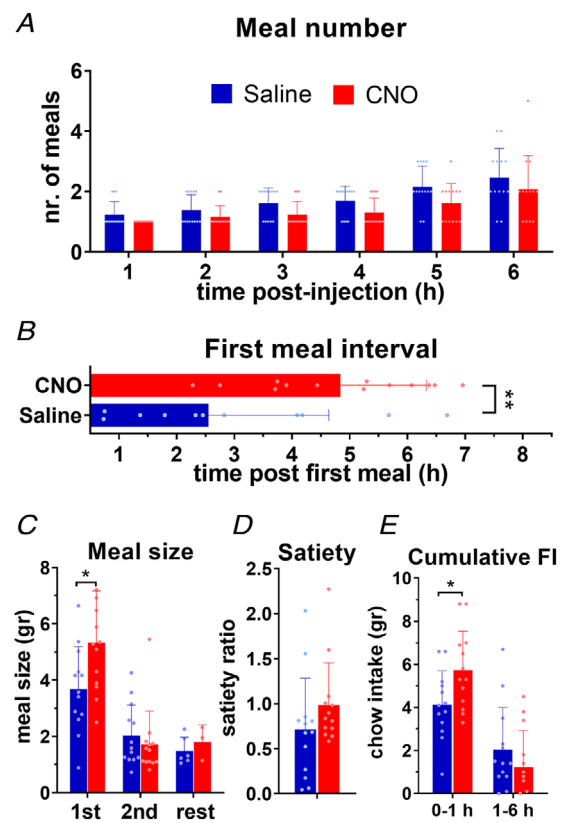 A
Meal number
Saline CNO
nr. of meals
6
4
2
0
1 2 3 4 5 6
time post-injection (h)
B
First meal interval
CNO
Saline
**
1 2 3 4 5 6 7 8
time post first meal (h)
C
Meal size
meal size (gr)
8
6
4
2
0
*
1st 2nd rest
D
Satiety
satiety ratio
2.5
2.0
1.5
1.0
0.5
0.0
E
Cumulative FI
chow intake (gr)
10
8
6
4
2
0
*
0-1 h 1-6 h